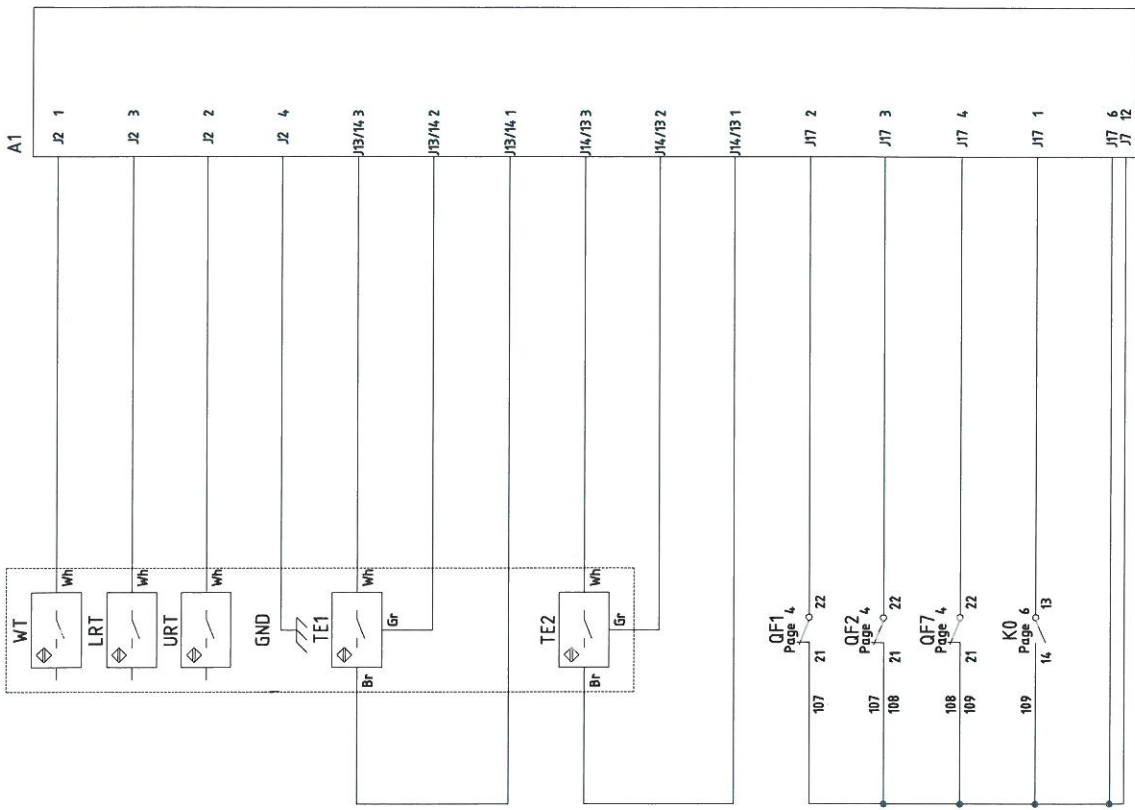 A1
J2 1
J2 3
J2 2
J2 4
J13/14 3
J13/14 2
J13/14 1
J14/13 3
J14/13 2
J14/13 1
J17 2
J17 3
J17 4
J17 1
J17 6
J7 12
WT
Wh
LRT
Wh
URT
Wh
GND
TE1
Wh
Gr
Br
TE2
Wh
Gr
Br
QF1
Page 4
21 22
107
QF2
Page 4
21 22
107 108
QF7
Page 4
21 22
108 109
K0
Page 6
14 13
109